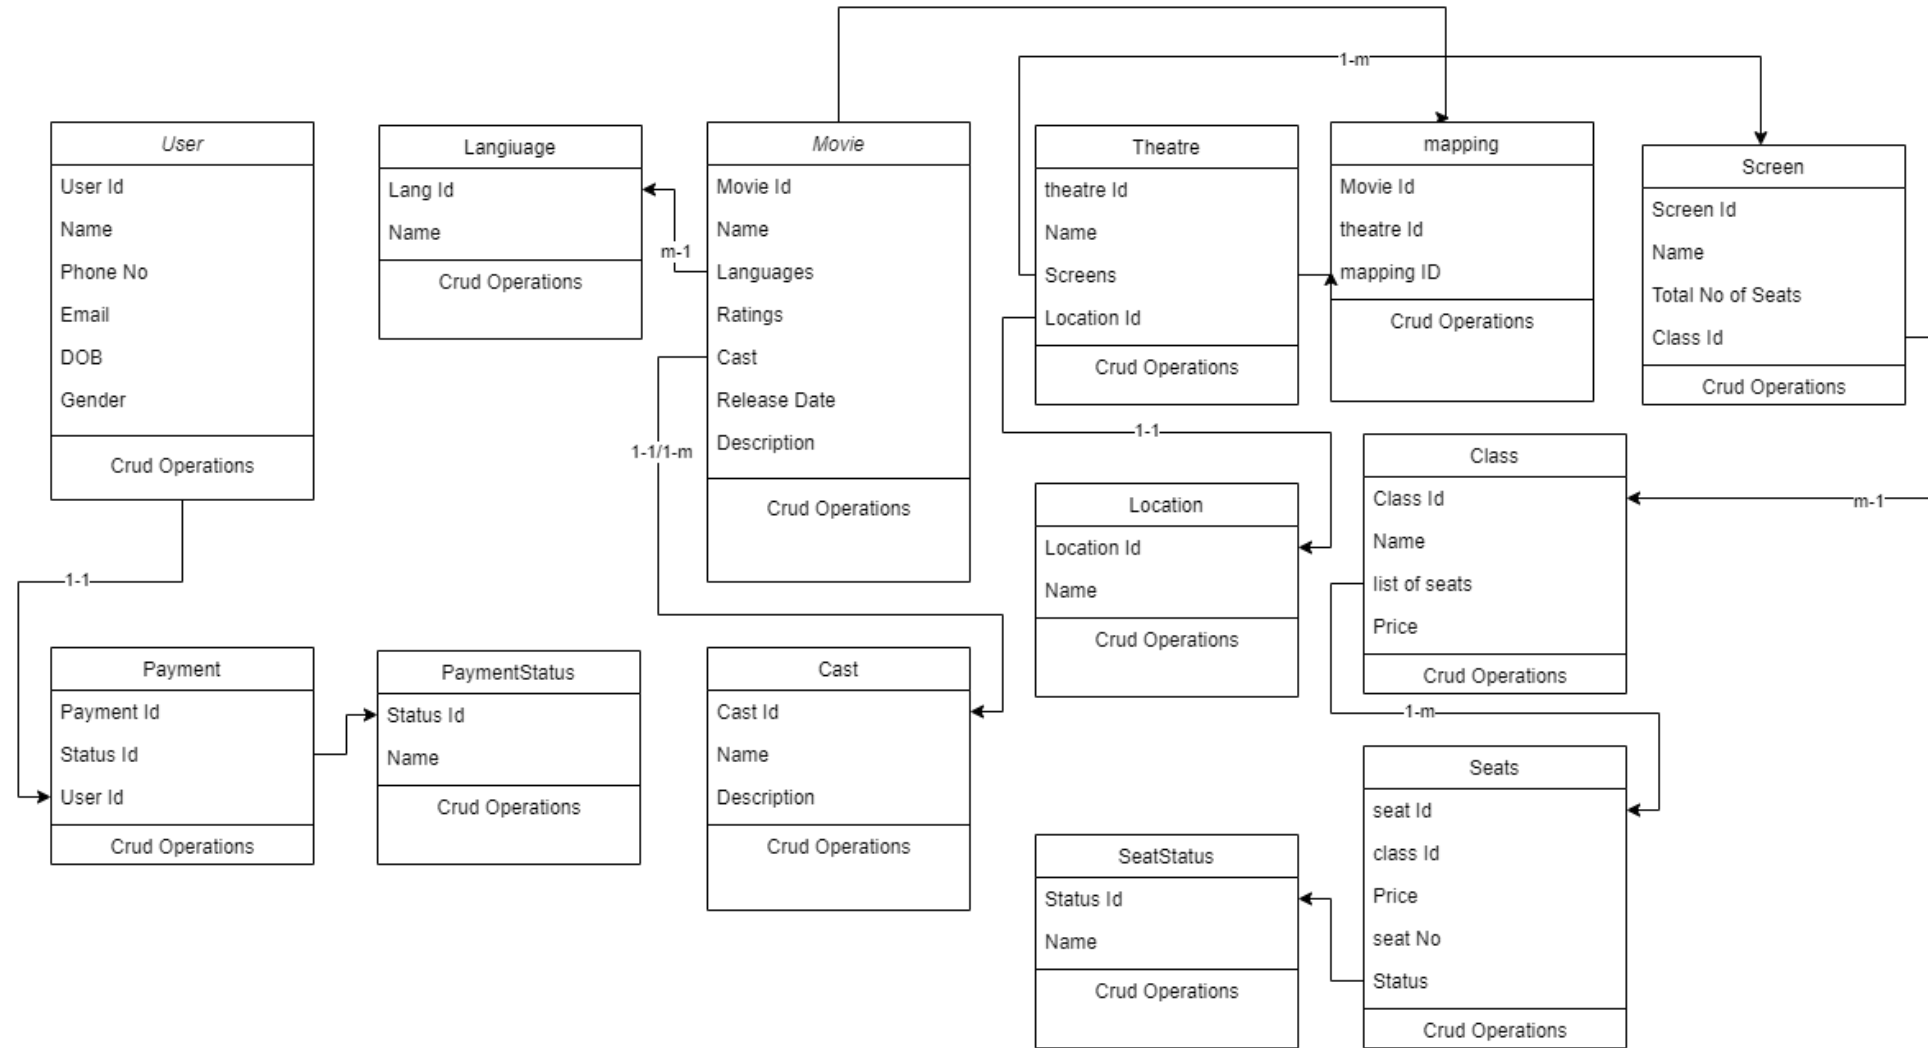 1-m
User
User Id
Name
Phone No
Email
DOB
Gender
Crud Operations
Langiuage
Lang Id
Name
Crud Operations
m-1
Movie
Movie Id
Name
Languages
Ratings
Cast
Release Date
Description
Crud Operations
1-1/1-m
Theatre
theatre Id
Name
Screens
Location Id
Crud Operations
mapping
Movie Id
theatre Id
mapping ID
Crud Operations
Screen
Screen Id
Name
Total No of Seats
Class Id
Crud Operations
1-1
m-1
Location
Location Id
Name
Crud Operations
Class
Class Id
Name
list of seats
Price
Crud Operations
1-1
Payment
Payment Id
Status Id
User Id
Crud Operations
PaymentStatus
Status Id
Name
Crud Operations
Cast
Cast Id
Name
Description
Crud Operations
1-m
SeatStatus
Status Id
Name
Crud Operations
Seats
seat Id
class Id
Price
seat No
Status
Crud Operations